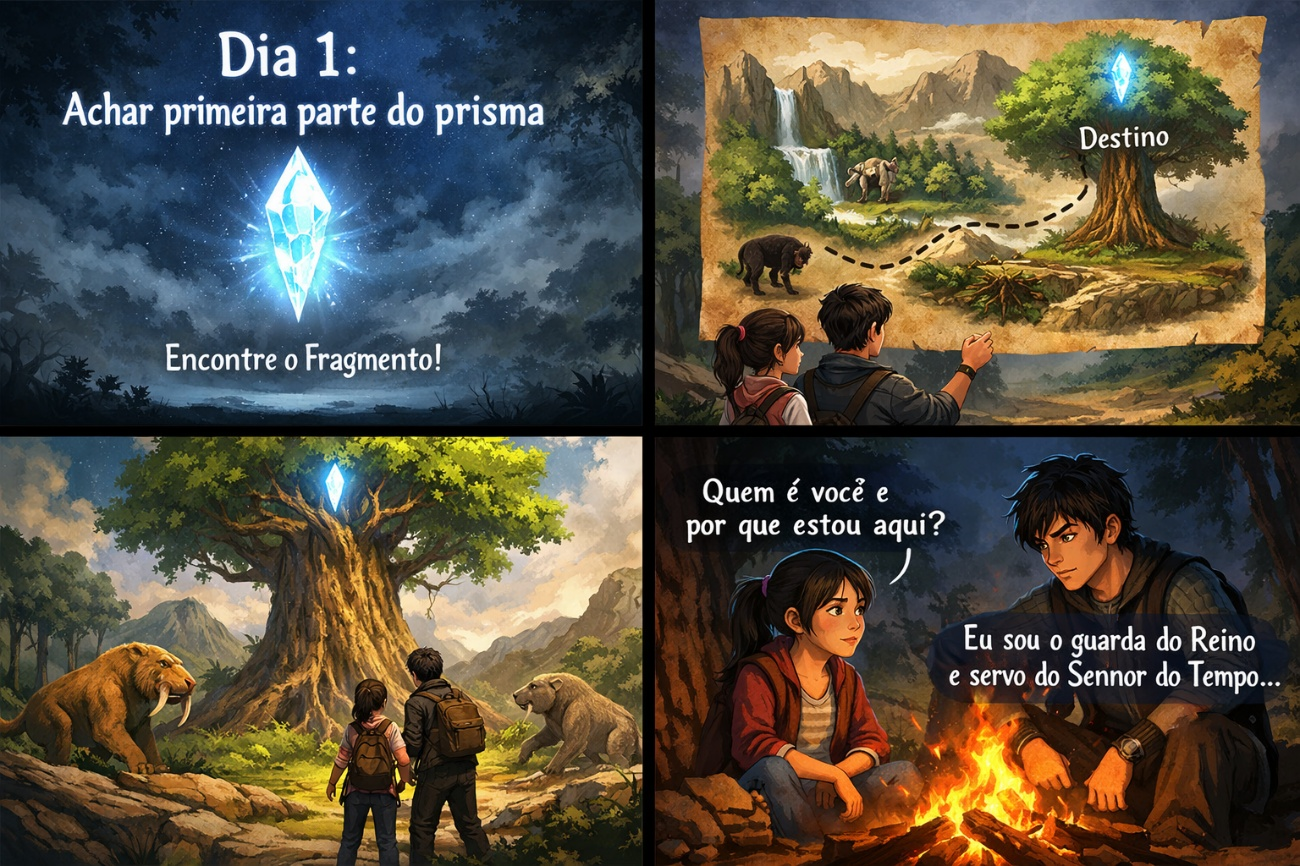 Dia 1:
Achar primeira parte do prisma
Encontre o Fragmento!
Destino
Quem é você e
por que estou aqui?
Eu sou o guarda do Reino
e servo do Sennor do Tempo...